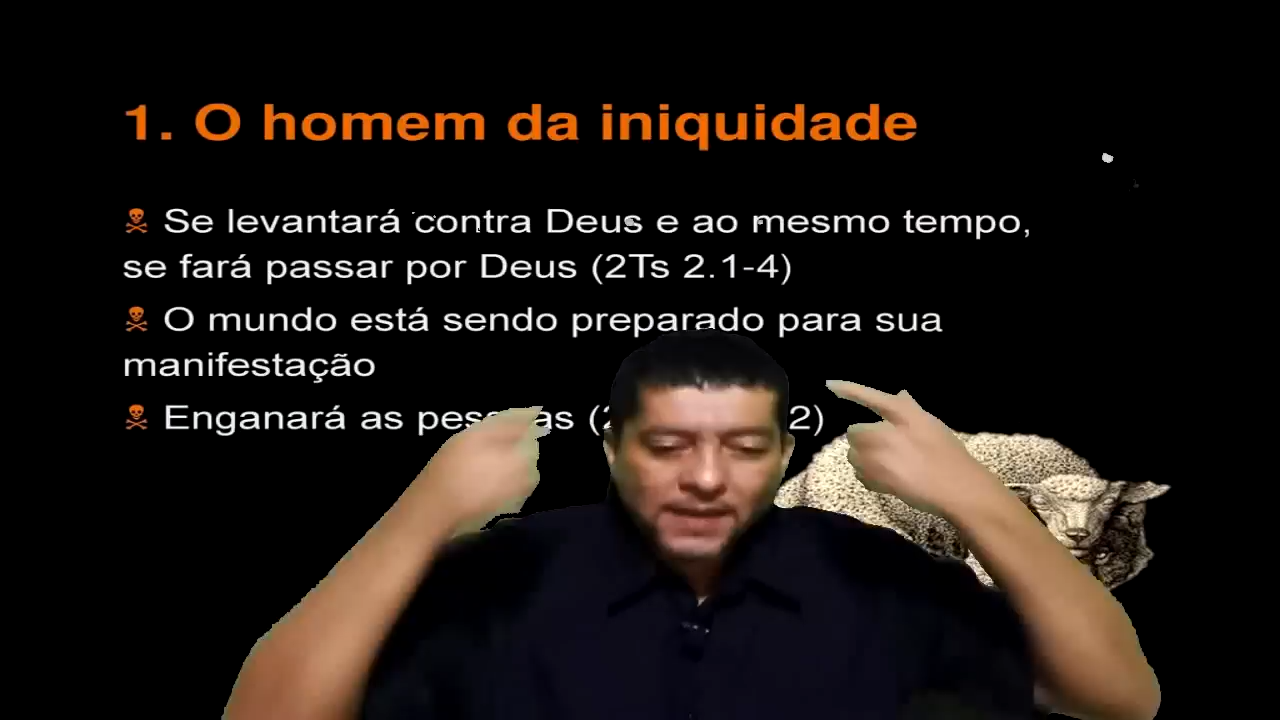 1. O homem da iniquidade
Se levantará contra Deus e ao mesmo tempo,
se fará passar por Deus (2Ts 2.1-4)
O mundo está sendo preparado para sua
manifestação
Enganará as